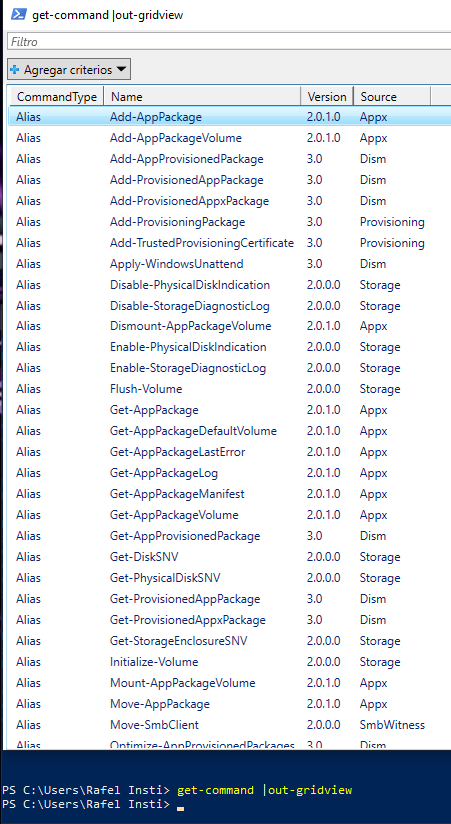 get-command |out-gridview
Filtro
Agregar criterios
CommandType Name Version Source
Alias Add-AppPackage 2.0.1.0 Appx
Alias Add-AppPackageVolume 2.0.1.0 Appx
Alias Add-AppProvisionedPackage 3.0 Dism
Alias Add-ProvisionedAppPackage 3.0 Dism
Alias Add-ProvisionedAppxPackage 3.0 Dism
Alias Add-ProvisioningPackage 3.0 Provisioning
Alias Add-TrustedProvisioningCertificate 3.0 Provisioning
Alias Apply-WindowsUnattend 3.0 Dism
Alias Disable-PhysicalDiskIndication 2.0.0.0 Storage
Alias Disable-StorageDiagnosticLog 2.0.0.0 Storage
Alias Dismount-AppPackageVolume 2.0.1.0 Appx
Alias Enable-PhysicalDiskIndication 2.0.0.0 Storage
Alias Enable-StorageDiagnosticLog 2.0.0.0 Storage
Alias Flush-Volume 2.0.0.0 Storage
Alias Get-AppPackage 2.0.1.0 Appx
Alias Get-AppPackageDefaultVolume 2.0.1.0 Appx
Alias Get-AppPackageLastError 2.0.1.0 Appx
Alias Get-AppPackageLog 2.0.1.0 Appx
Alias Get-AppPackageManifest 2.0.1.0 Appx
Alias Get-AppPackageVolume 2.0.1.0 Appx
Alias Get-AppProvisionedPackage 3.0 Dism
Alias Get-DiskSNV 2.0.0.0 Storage
Alias Get-PhysicalDiskSNV 2.0.0.0 Storage
Alias Get-ProvisionedAppPackage 3.0 Dism
Alias Get-ProvisionedAppxPackage 3.0 Dism
Alias Get-StorageEnclosureSNV 2.0.0.0 Storage
Alias Initialize-Volume 2.0.0.0 Storage
Alias Mount-AppPackageVolume 2.0.1.0 Appx
Alias Move-AppPackage 2.0.1.0 Appx
Alias Move-SmbClient 2.0.0.0 SmbWitness
Alias Optimize-AppProvisionedPackages 3.0 Dism
PS C:\Users\Rafel Insti> get-command |out-gridview
PS C:\Users\Rafel Insti>